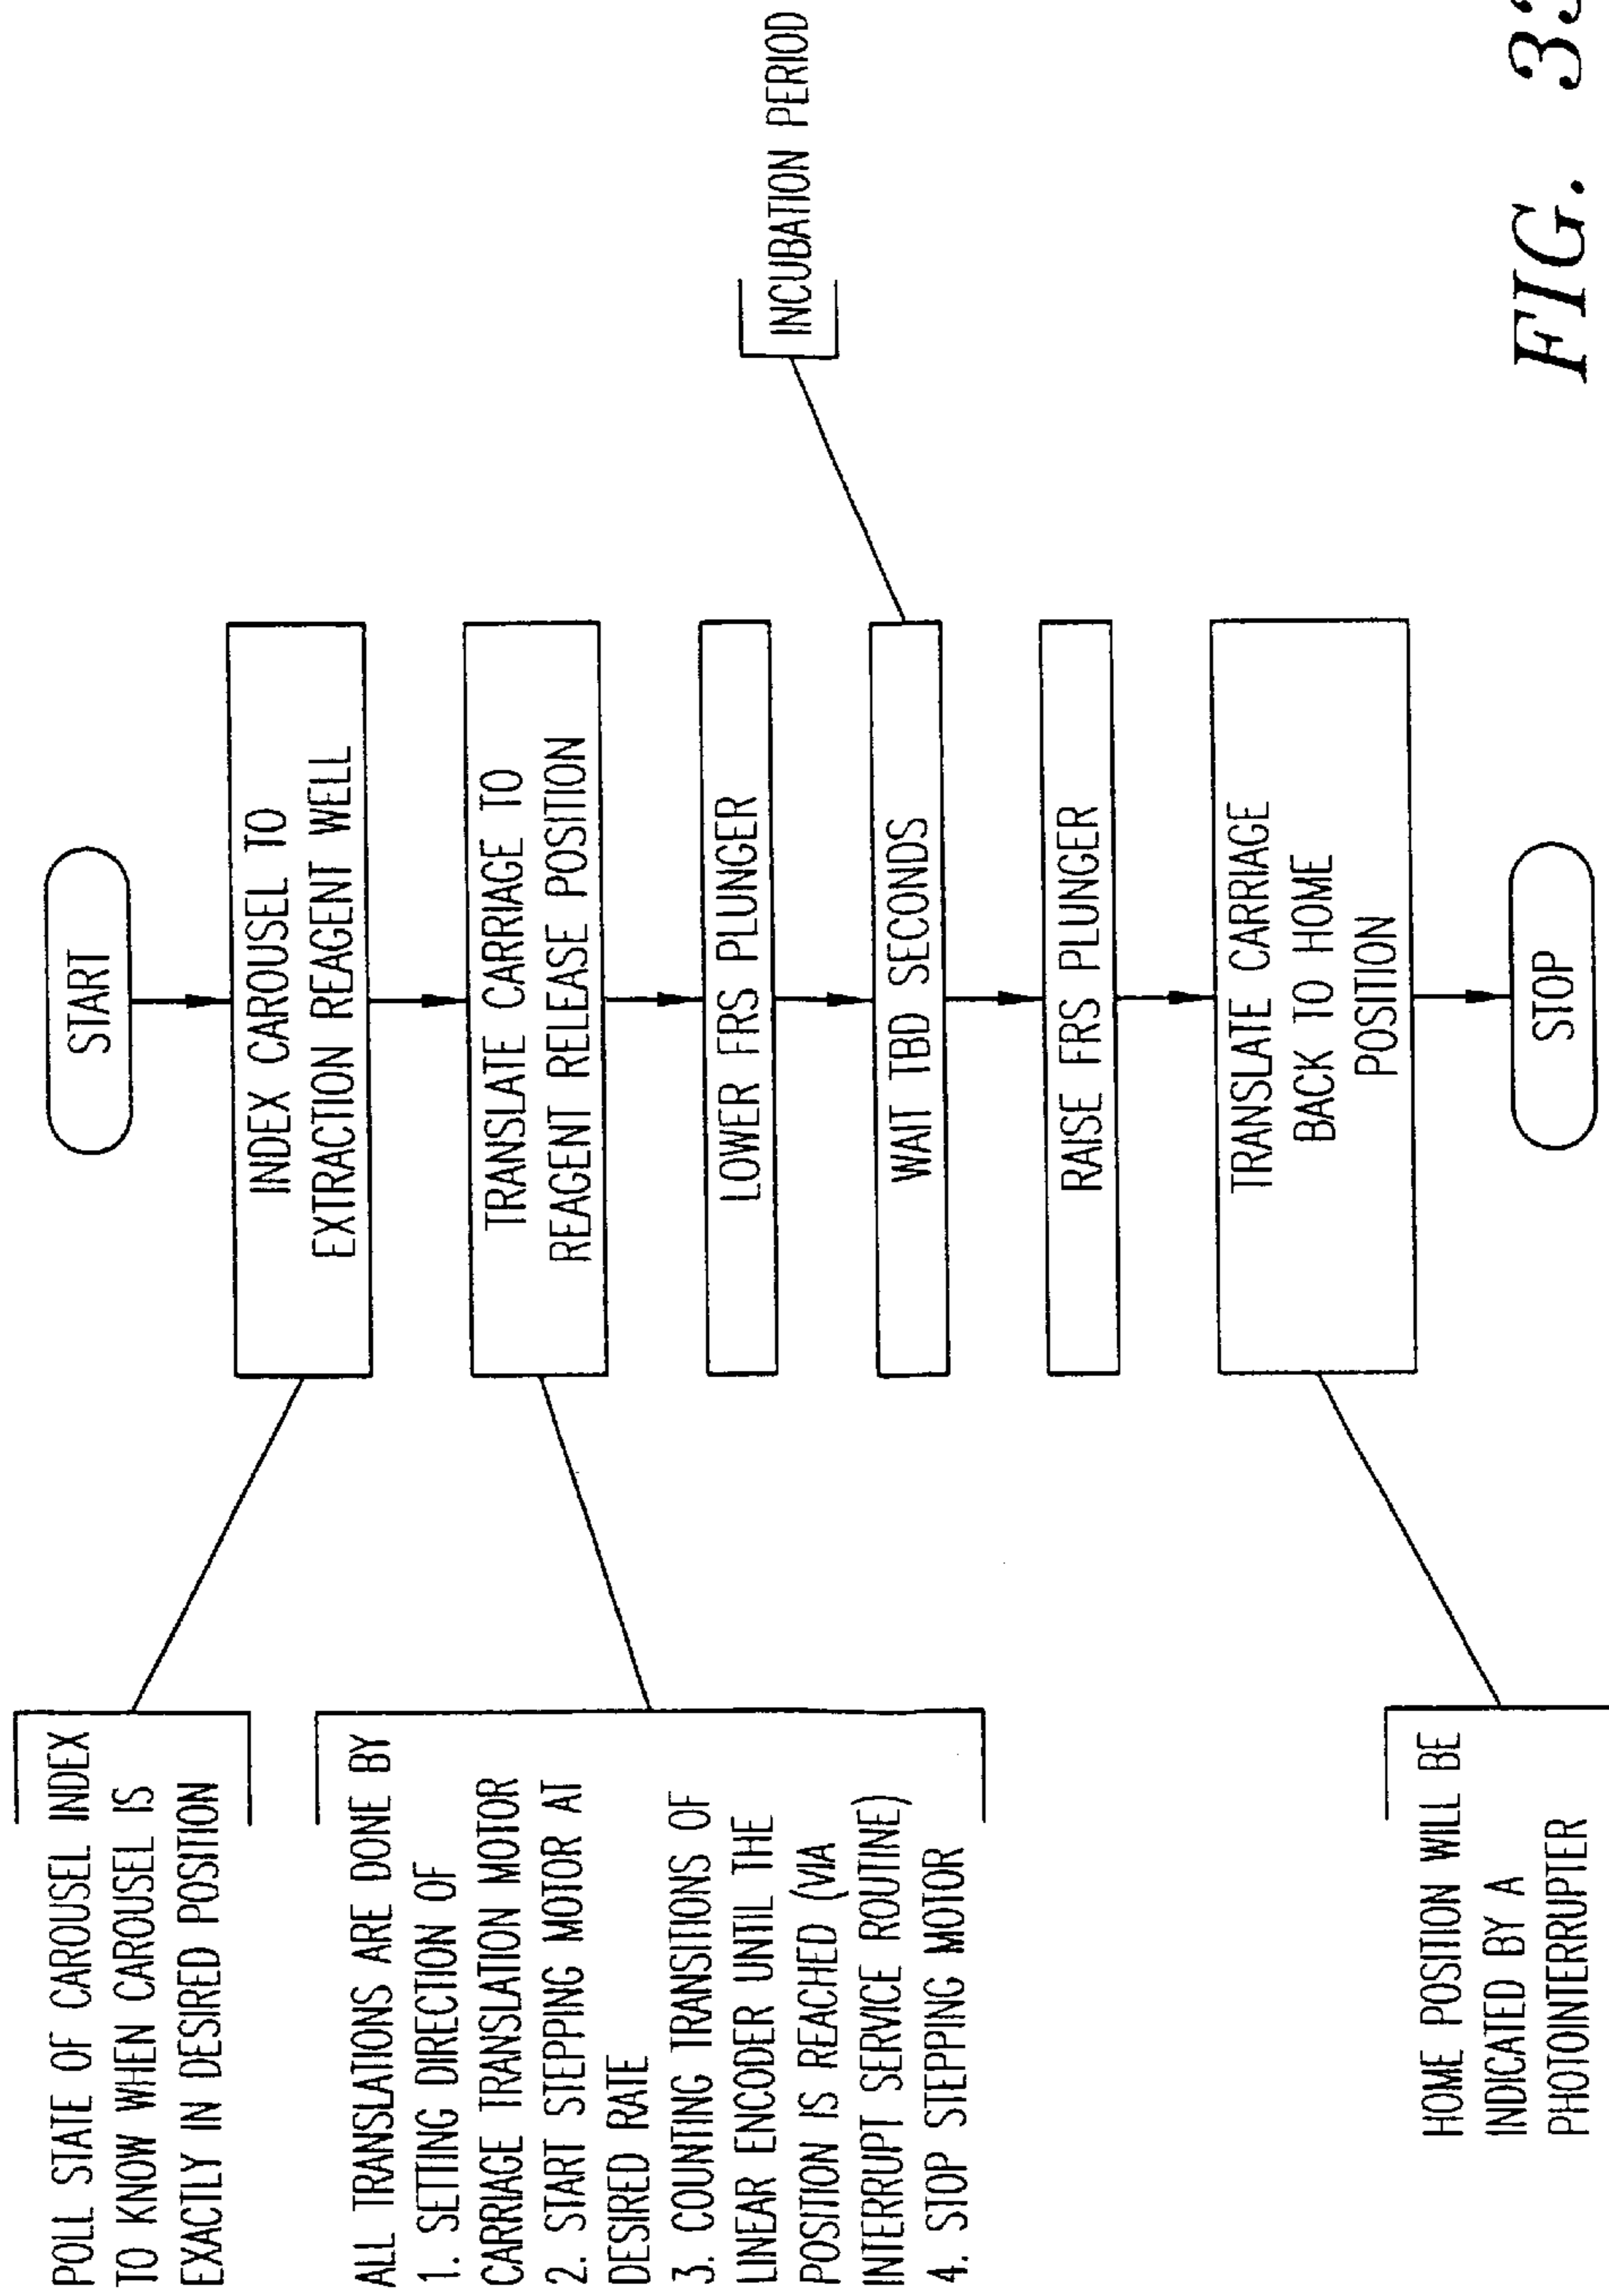 START
INDEX CAROUSEL TO
EXTRACTION REAGENT WELL
TRANSLATE CARRIAGE TO
REAGENT RELEASE POSITION
LOWER FRS PLUNGER
WAIT TBD SECONDS
RAISE FRS PLUNGER
TRANSLATE CARRIAGE
BACK TO HOME
POSITION
STOP
POLL STATE OF CAROUSEL INDEX
TO KNOW WHEN CAROUSEL IS
EXACTLY IN DESIRED POSITION
ALL TRANSLATIONS ARE DONE BY
1. SETTING DIRECTION OF
CARRIAGE TRANSLATION MOTOR
2. START STEPPING MOTOR AT
DESIRED RATE
3. COUNTING TRANSITIONS OF
LINEAR ENCODER UNTIL THE
POSITION IS REACHED (VIA
INTERRUPT SERVICE ROUTINE)
4. STOP STEPPING MOTOR
HOME POSITION WILL BE
INDICATED BY A
PHOTOINTERRUPTER
INCUBATION PERIOD
FIG.